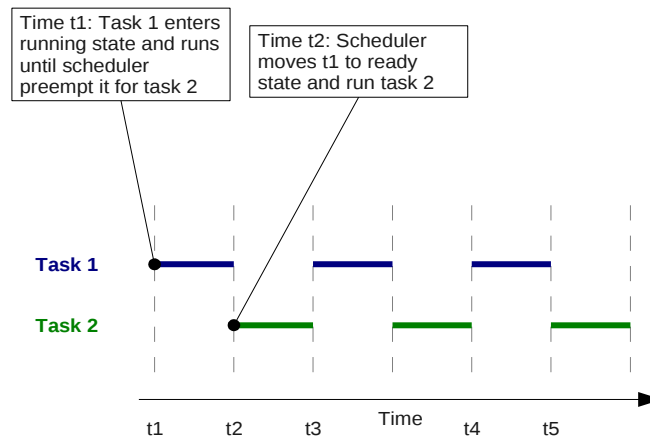 Time t1: Task 1 enters
running state and runs
until scheduler
preempt it for task 2
Time t2: Scheduler
moves t1 to ready
state and run task 2
Task 1
Task 2
t1
t2
t3
Time
t4
t5